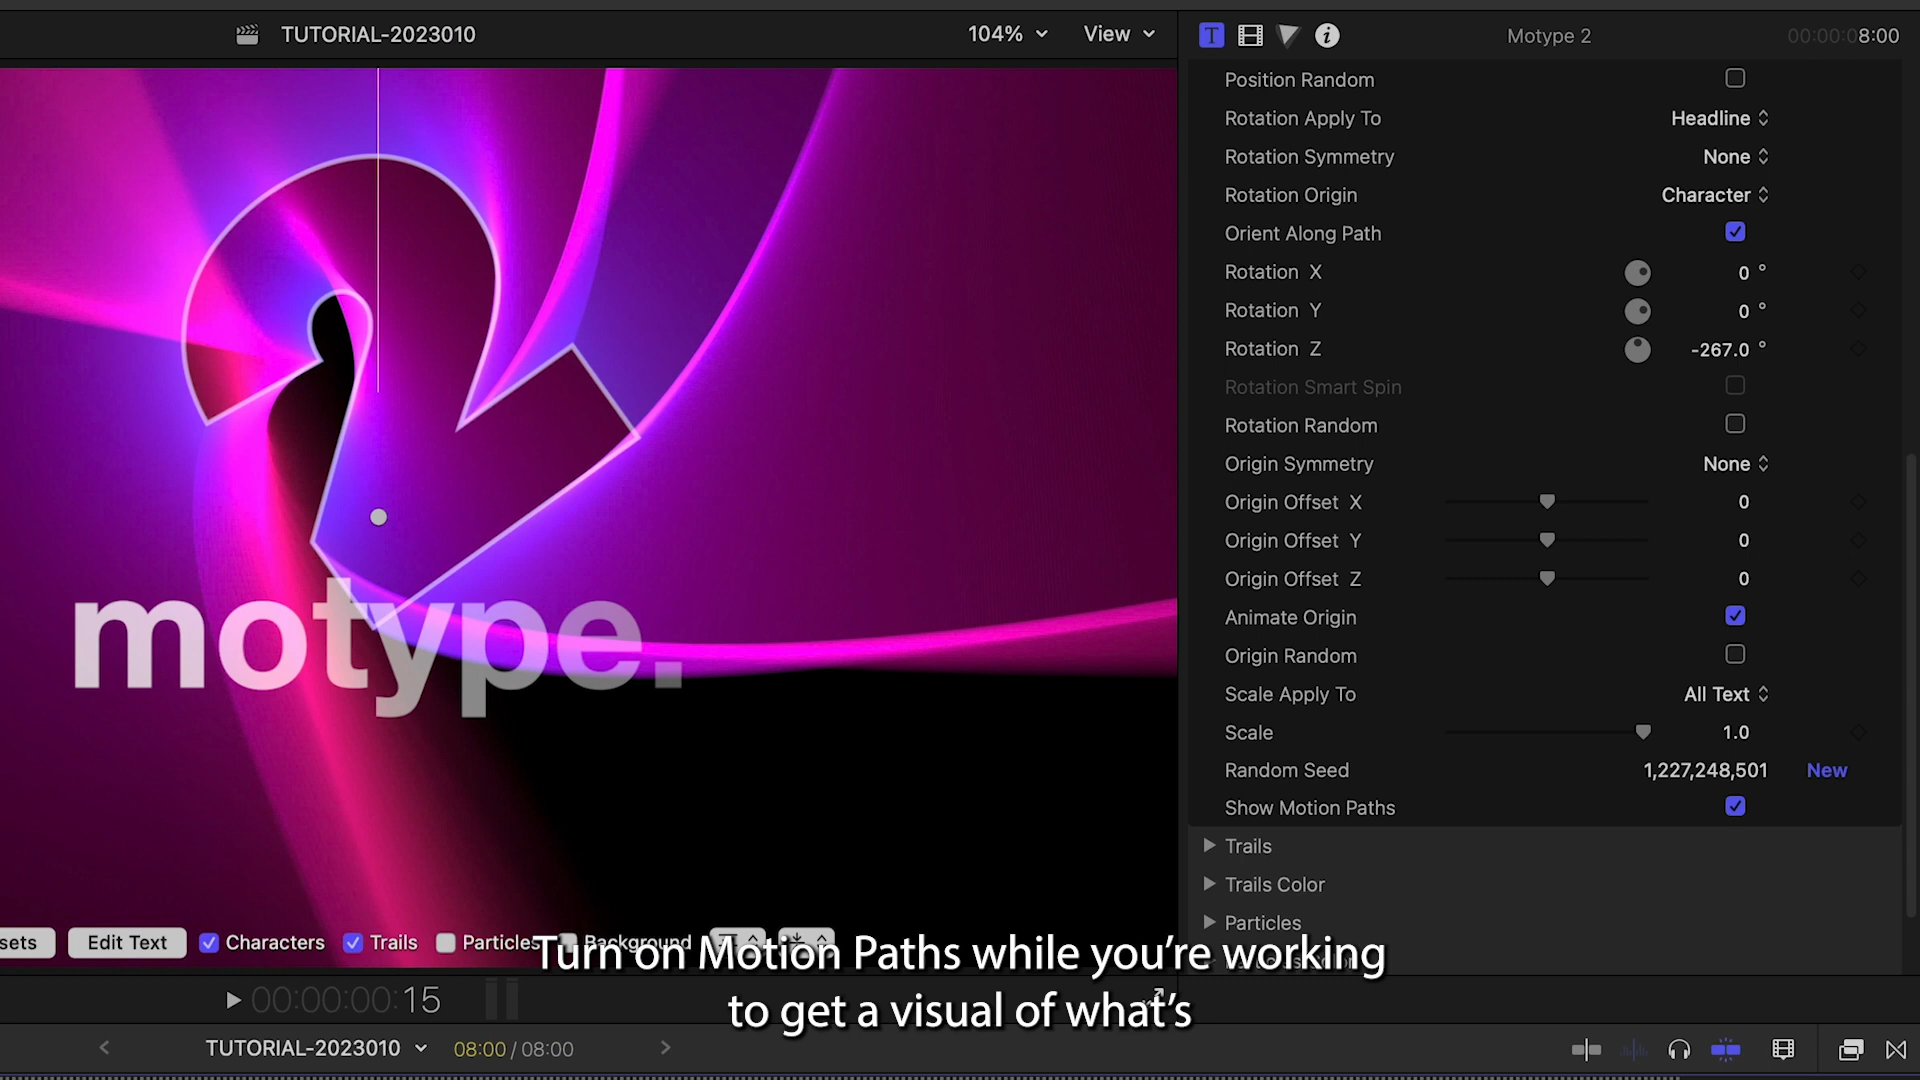 TUTORIAL-2023010
104%
View
T
i
Motype 2
00:00:08:00
Position Random
Rotation Apply To
Headline
Rotation Symmetry
None
Rotation Origin
Character
Orient Along Path
Rotation X
0 °
Rotation Y
0 °
Rotation Z
-267.0 °
Rotation Smart Spin
Rotation Random
Origin Symmetry
None
Origin Offset X
0
Origin Offset Y
0
Origin Offset Z
0
Animate Origin
Origin Random
Scale Apply To
All Text
Scale
1.0
Random Seed
1,227,248,501
New
Show Motion Paths
Trails
Trails Color
Particles
2
motype.
sets
Edit Text
Characters
Trails
Particles
Background
Turn on Motion Paths while you're working
to get a visual of what's
00:00:00:15
TUTORIAL-2023010
08:00 / 08:00